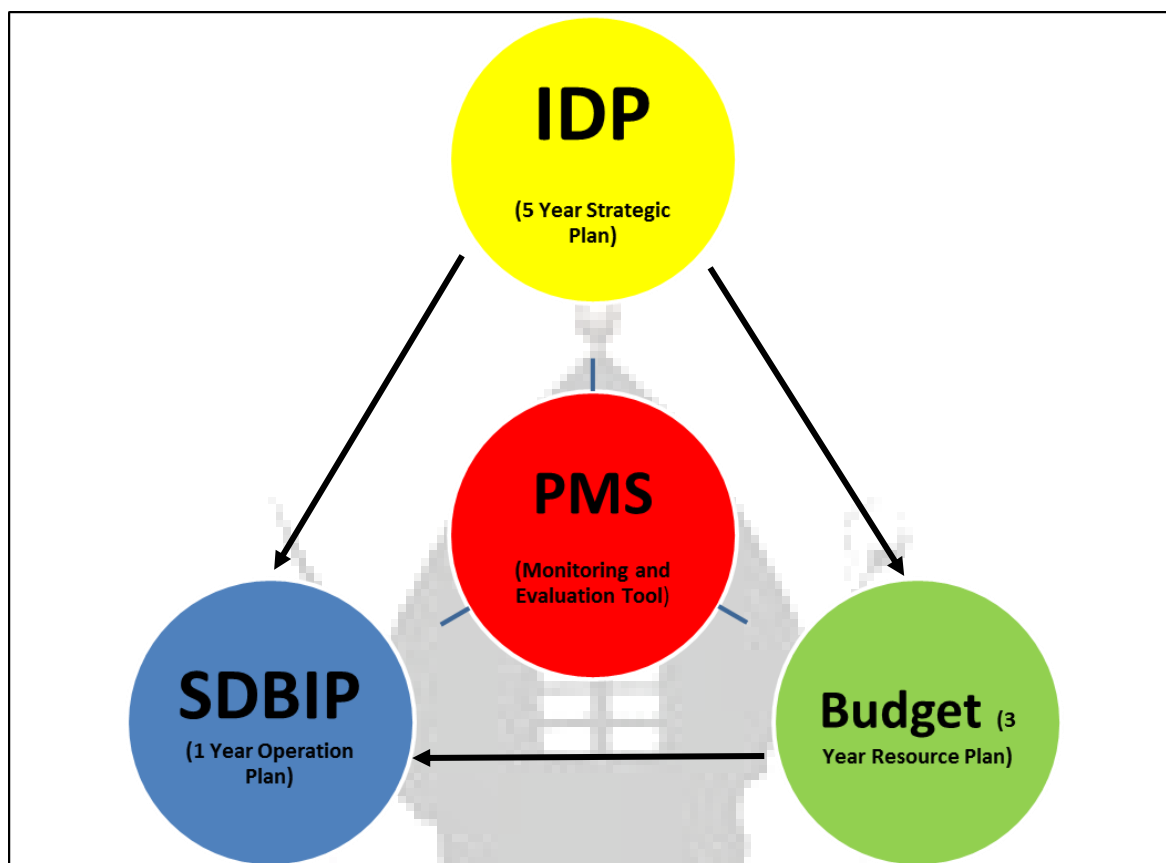 IDP
(5 Year Strategic
Plan)
PMS
(Monitoring and
Evaluation Tool)
SDBIP
(1 Year Operation
Plan)
Budget (3
Year Resource Plan)